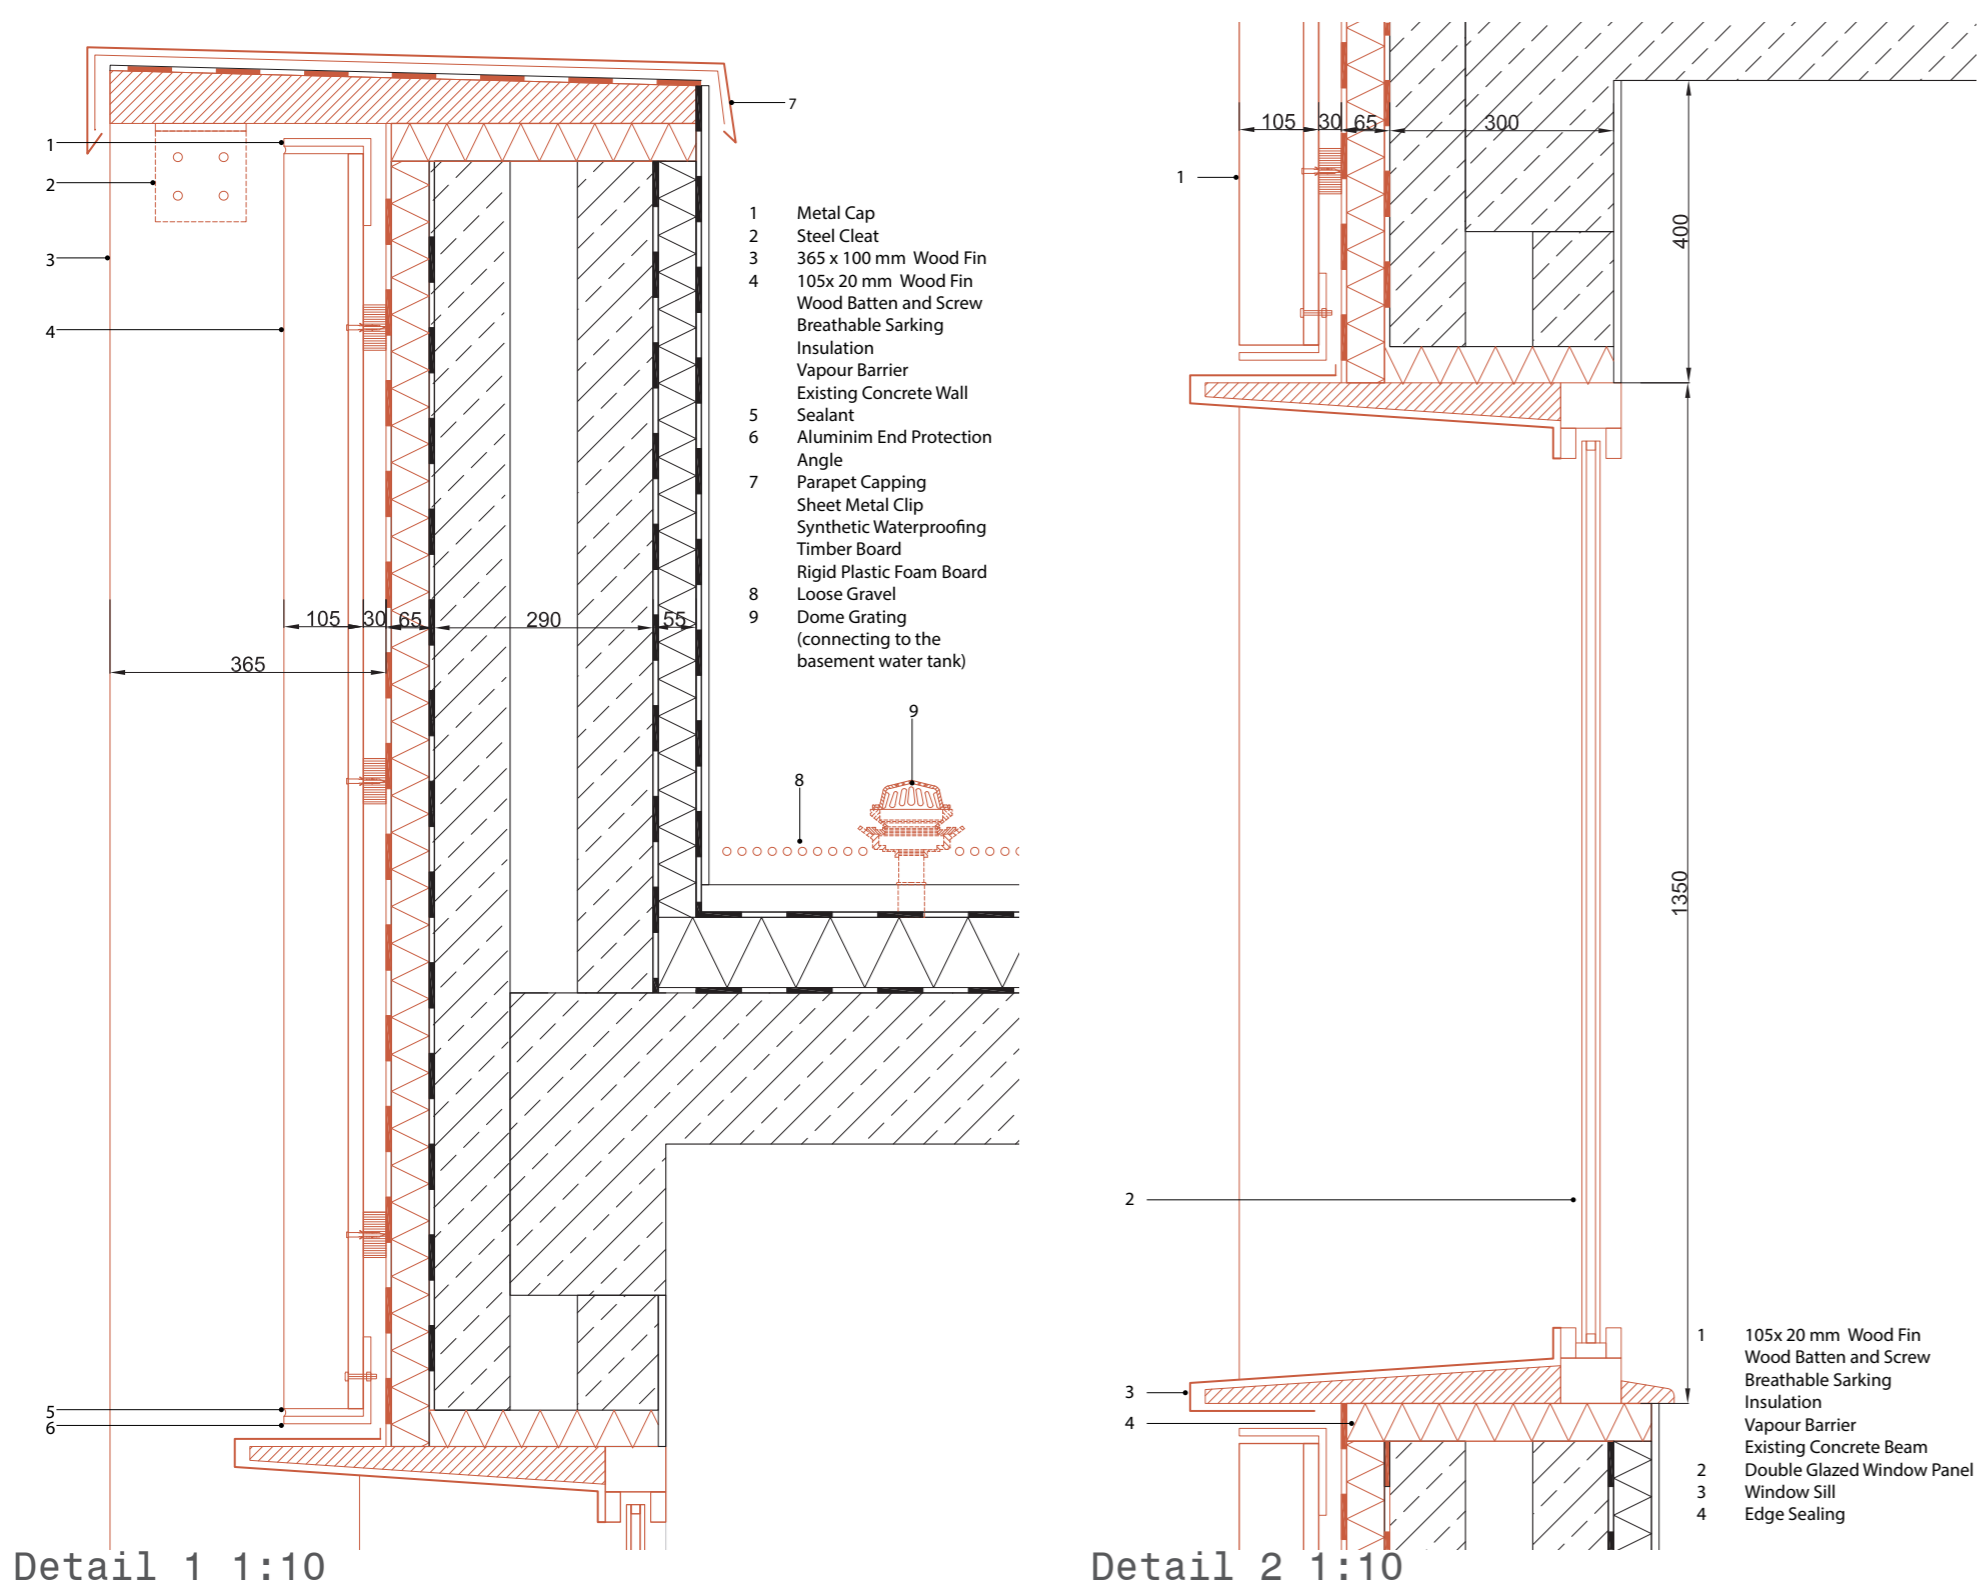 7
1
2
3
4
1 Metal Cap
2 Steel Cleat
3 365 x 100 mm Wood Fin
4 105x 20 mm Wood Fin
Wood Batten and Screw
Breathable Sarking
Insulation
Vapour Barrier
Existing Concrete Wall
5 Sealant
6 Aluminim End Protection
Angle
7 Parapet Capping
Sheet Metal Clip
Synthetic Waterproofing
Timber Board
Rigid Plastic Foam Board
8 Loose Gravel
9 Dome Grating
(connecting to the
basement water tank)
105 30 65 290 55
365
9
8
5
6
Detail 1 1:10
105 30 65 300
1
400
1350
2
3
4
1 105x 20 mm Wood Fin
Wood Batten and Screw
Breathable Sarking
Insulation
Vapour Barrier
Existing Concrete Beam
2 Double Glazed Window Panel
3 Window Sill
4 Edge Sealing
Detail 2 1:10